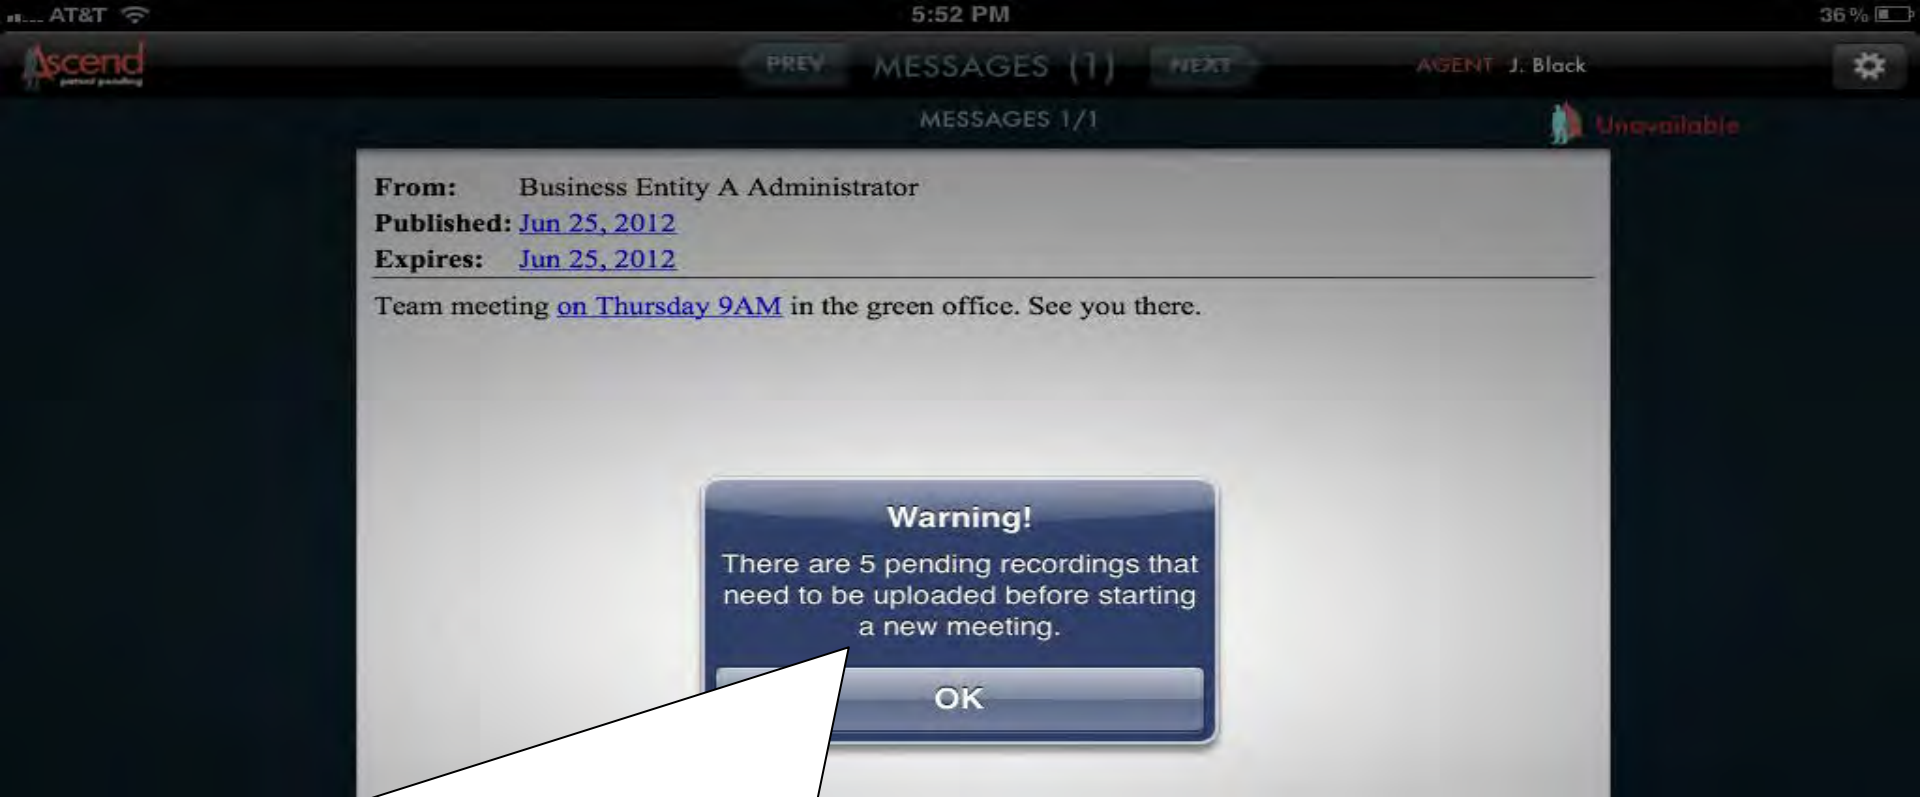 AT&T 5:52 PM 36%
Ascend PREV MESSAGES (1) NEXT AGENT J. Black
patent pending
MESSAGES 1/1 Unavailable
From: Business Entity A Administrator
Published: Jun 25, 2012
Expires: Jun 25, 2012
Team meeting on Thursday 9AM in the green office. See you there.
Warning!
There are 5 pending recordings that
need to be uploaded before starting
a new meeting.
OK